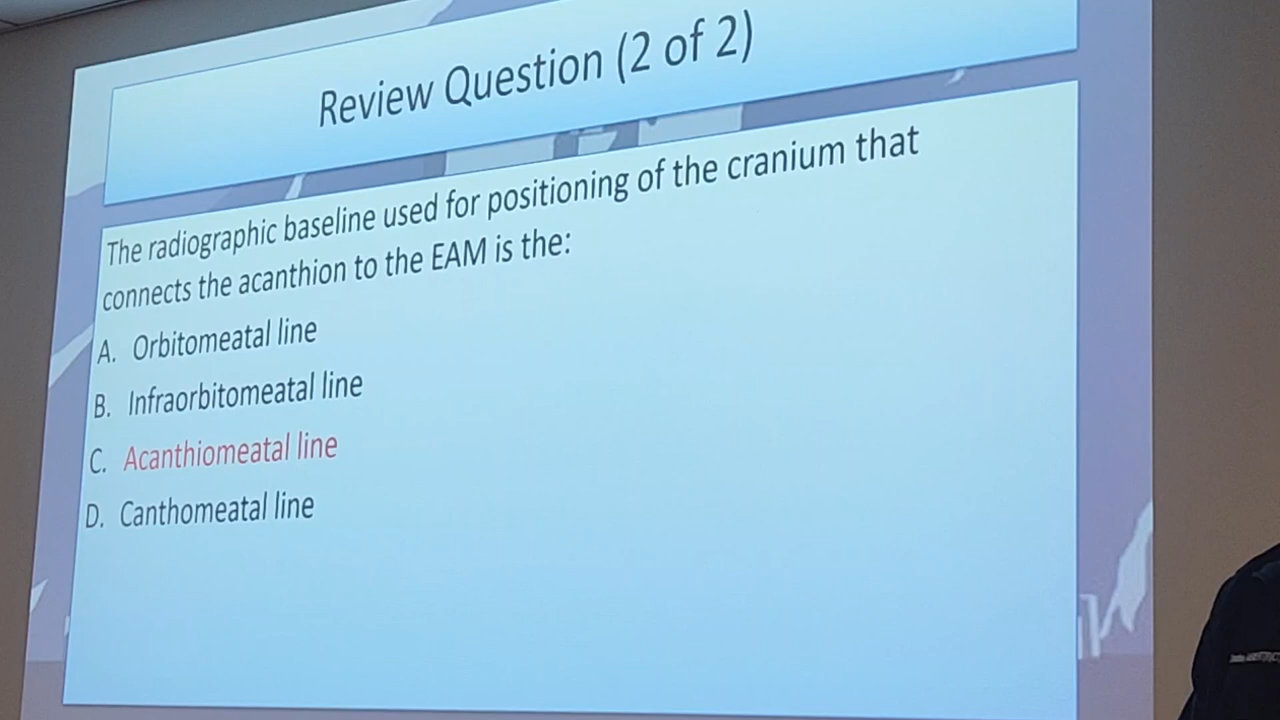 Review Question (2 of 2)
The radiographic baseline used for positioning of the cranium that
connects the acanthion to the EAM is the:
A. Orbitomeatal line
B. Infraorbitomeatal line
C. Acanthiomeatal line
D. Canthomeatal line